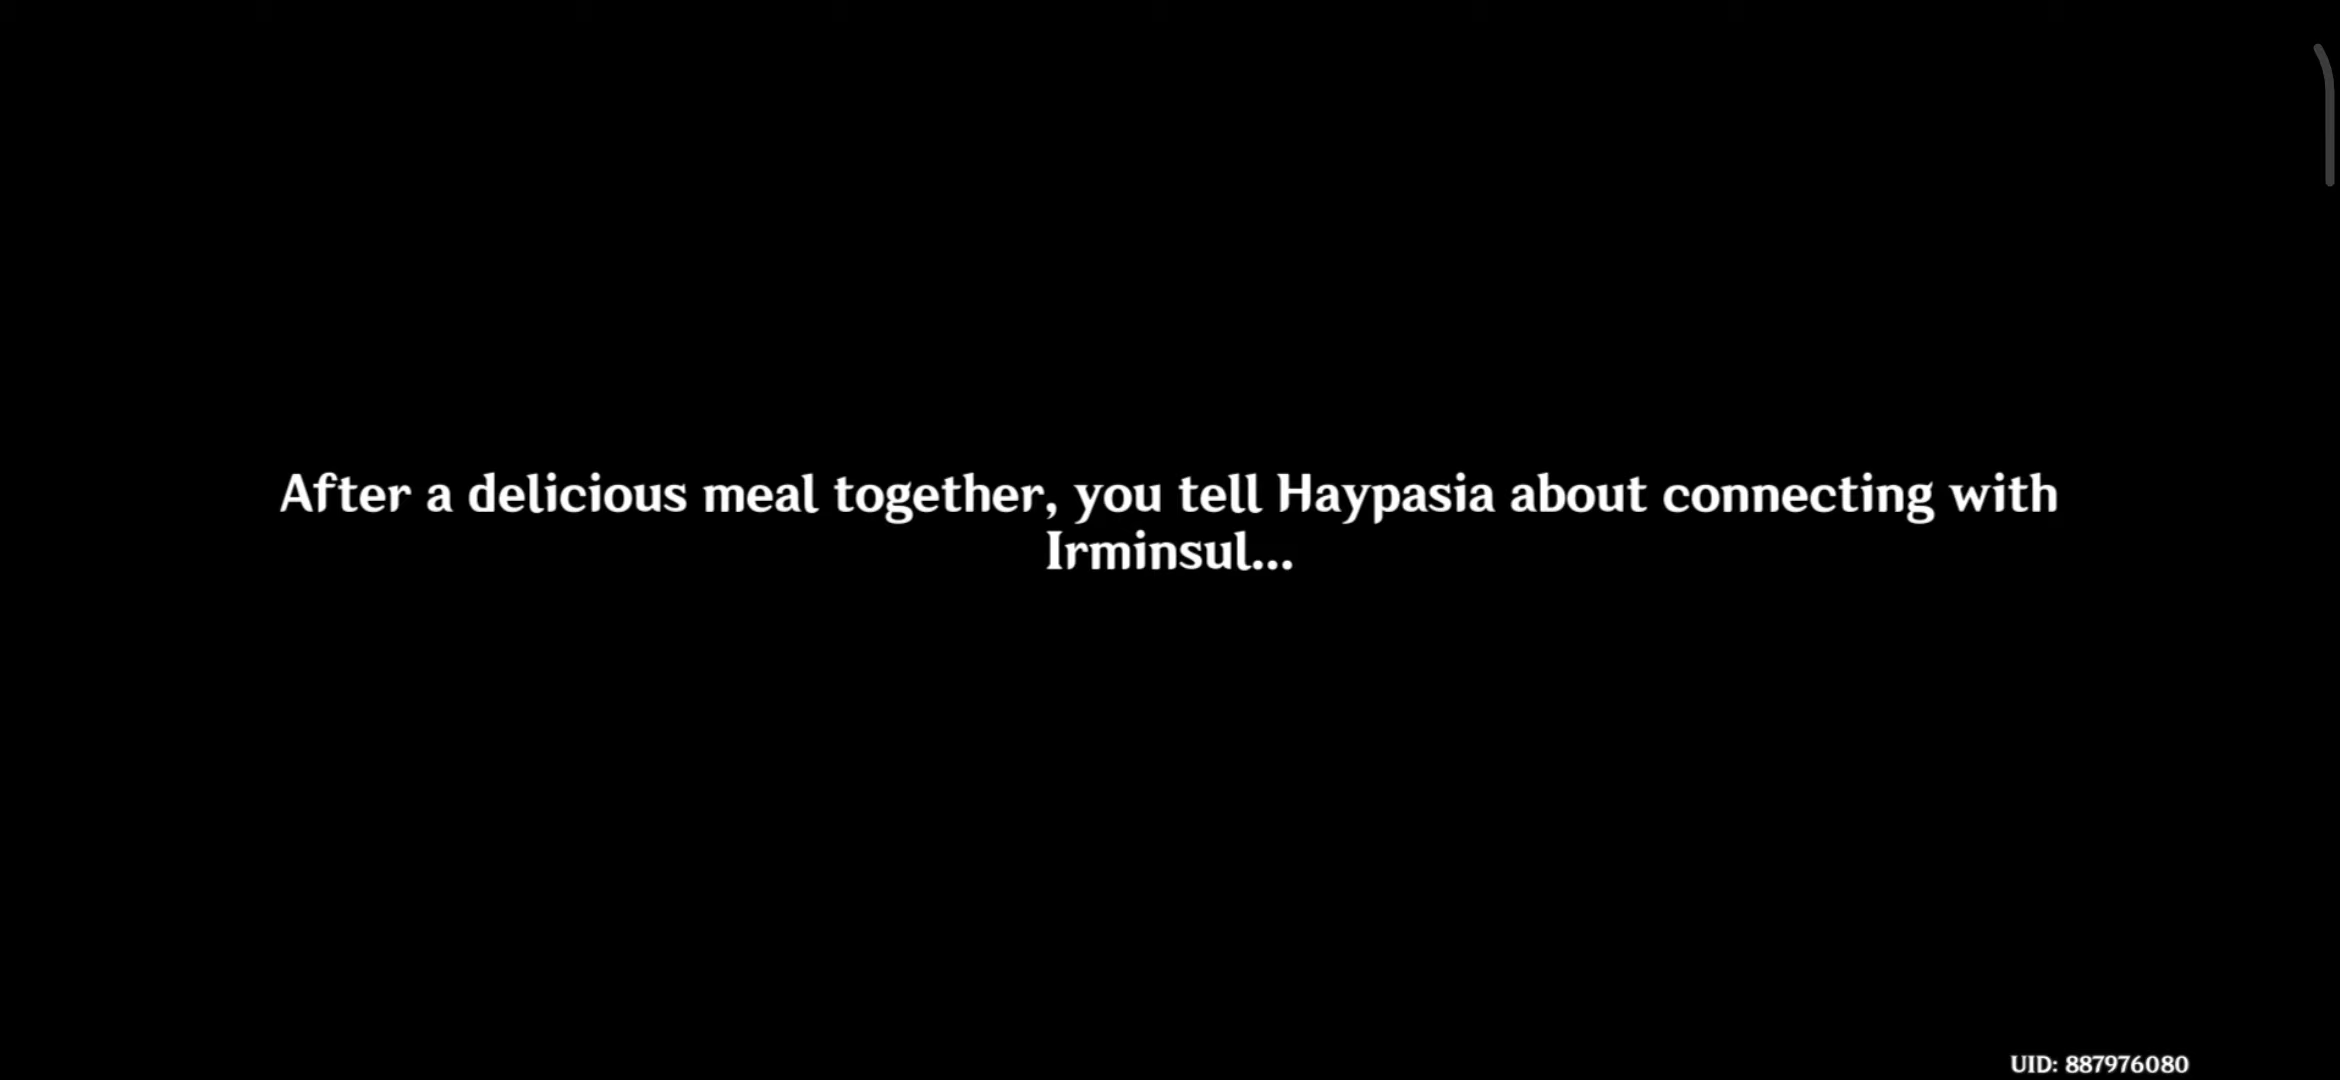 After a delicious meal together, you tell Haypasia about connecting with
Irminsul...
UID: 887976080